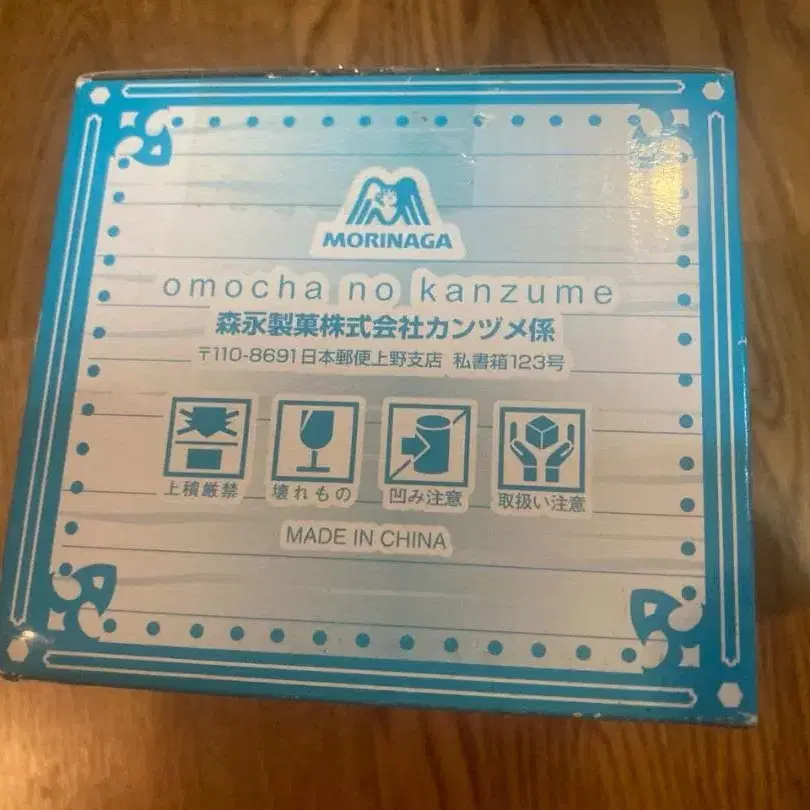 MORINAGA
omocha no kanzume
森永製菓株式会社カンヅメ係
〒110-8691日本郵便上野支店 私書箱123号
上積厳禁 壊れもの 凹み注意 取扱い注意
MADE IN CHINA